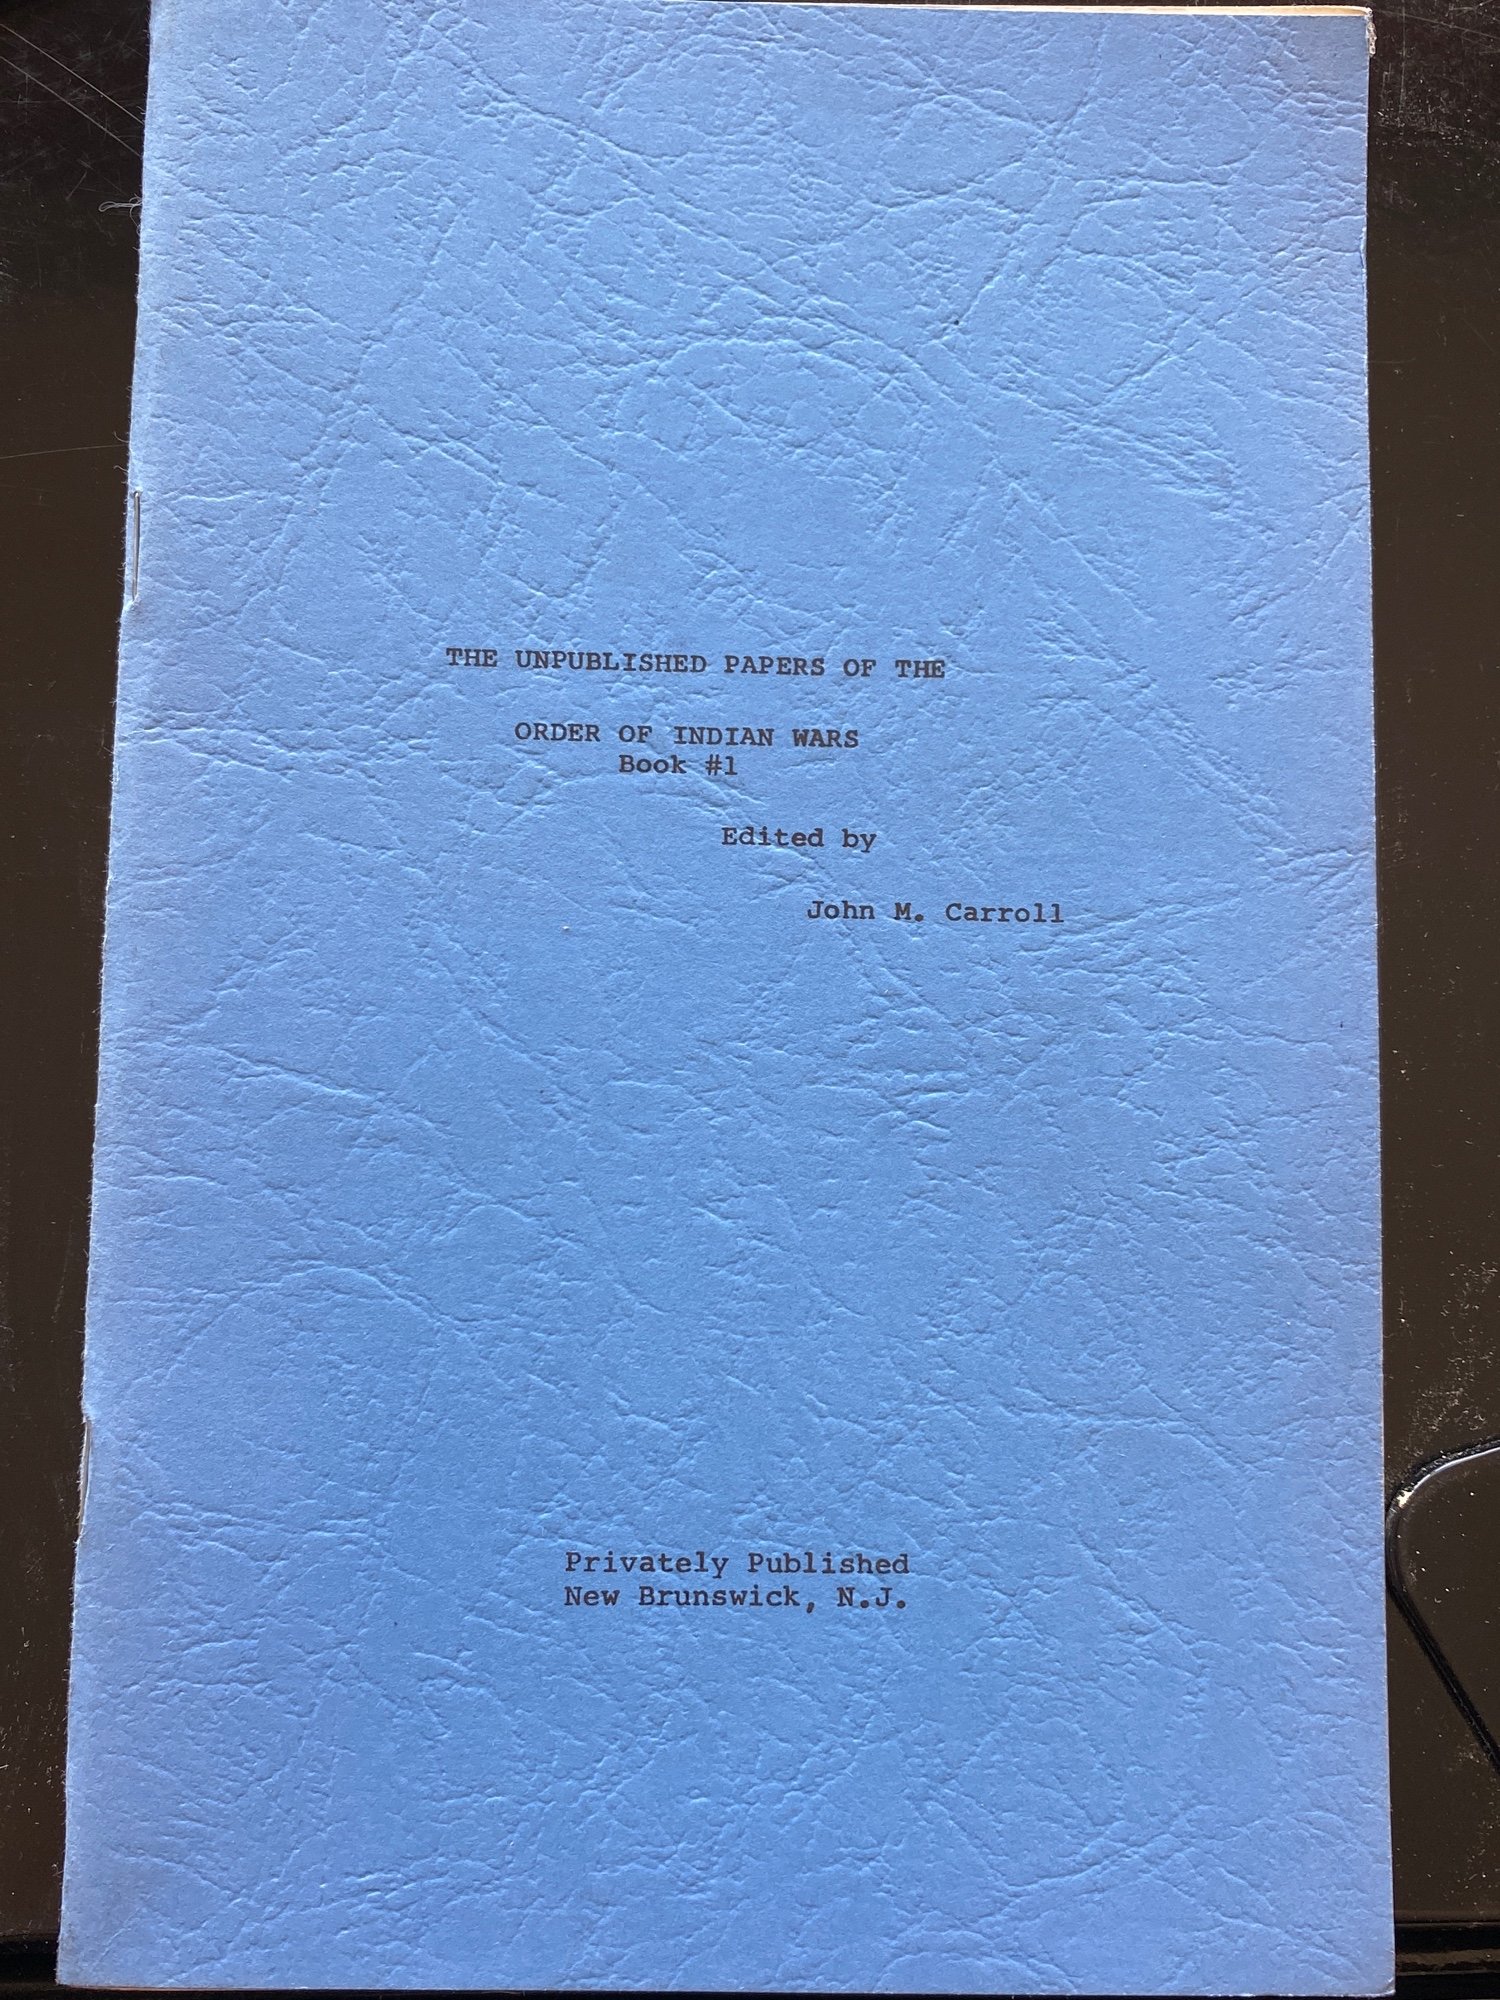 THE UNPUBLISHED PAPERS OF THE
ORDER OF INDIAN WARS
Book #1
Edited by
John M. Carroll
Privately Published
New Brunswick, N.J.